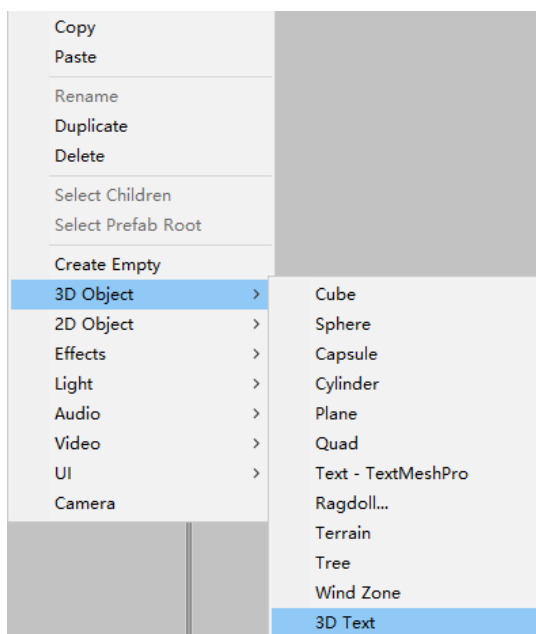 Copy
Paste
Rename
Duplicate
Delete
Select Children
Select Prefab Root
Create Empty
3D Object
2D Object
Effects
Light
Audio
Video
UI
Camera
Cube
Sphere
Capsule
Cylinder
Plane
Quad
Text - TextMeshPro
Ragdoll...
Terrain
Tree
Wind Zone
3D Text